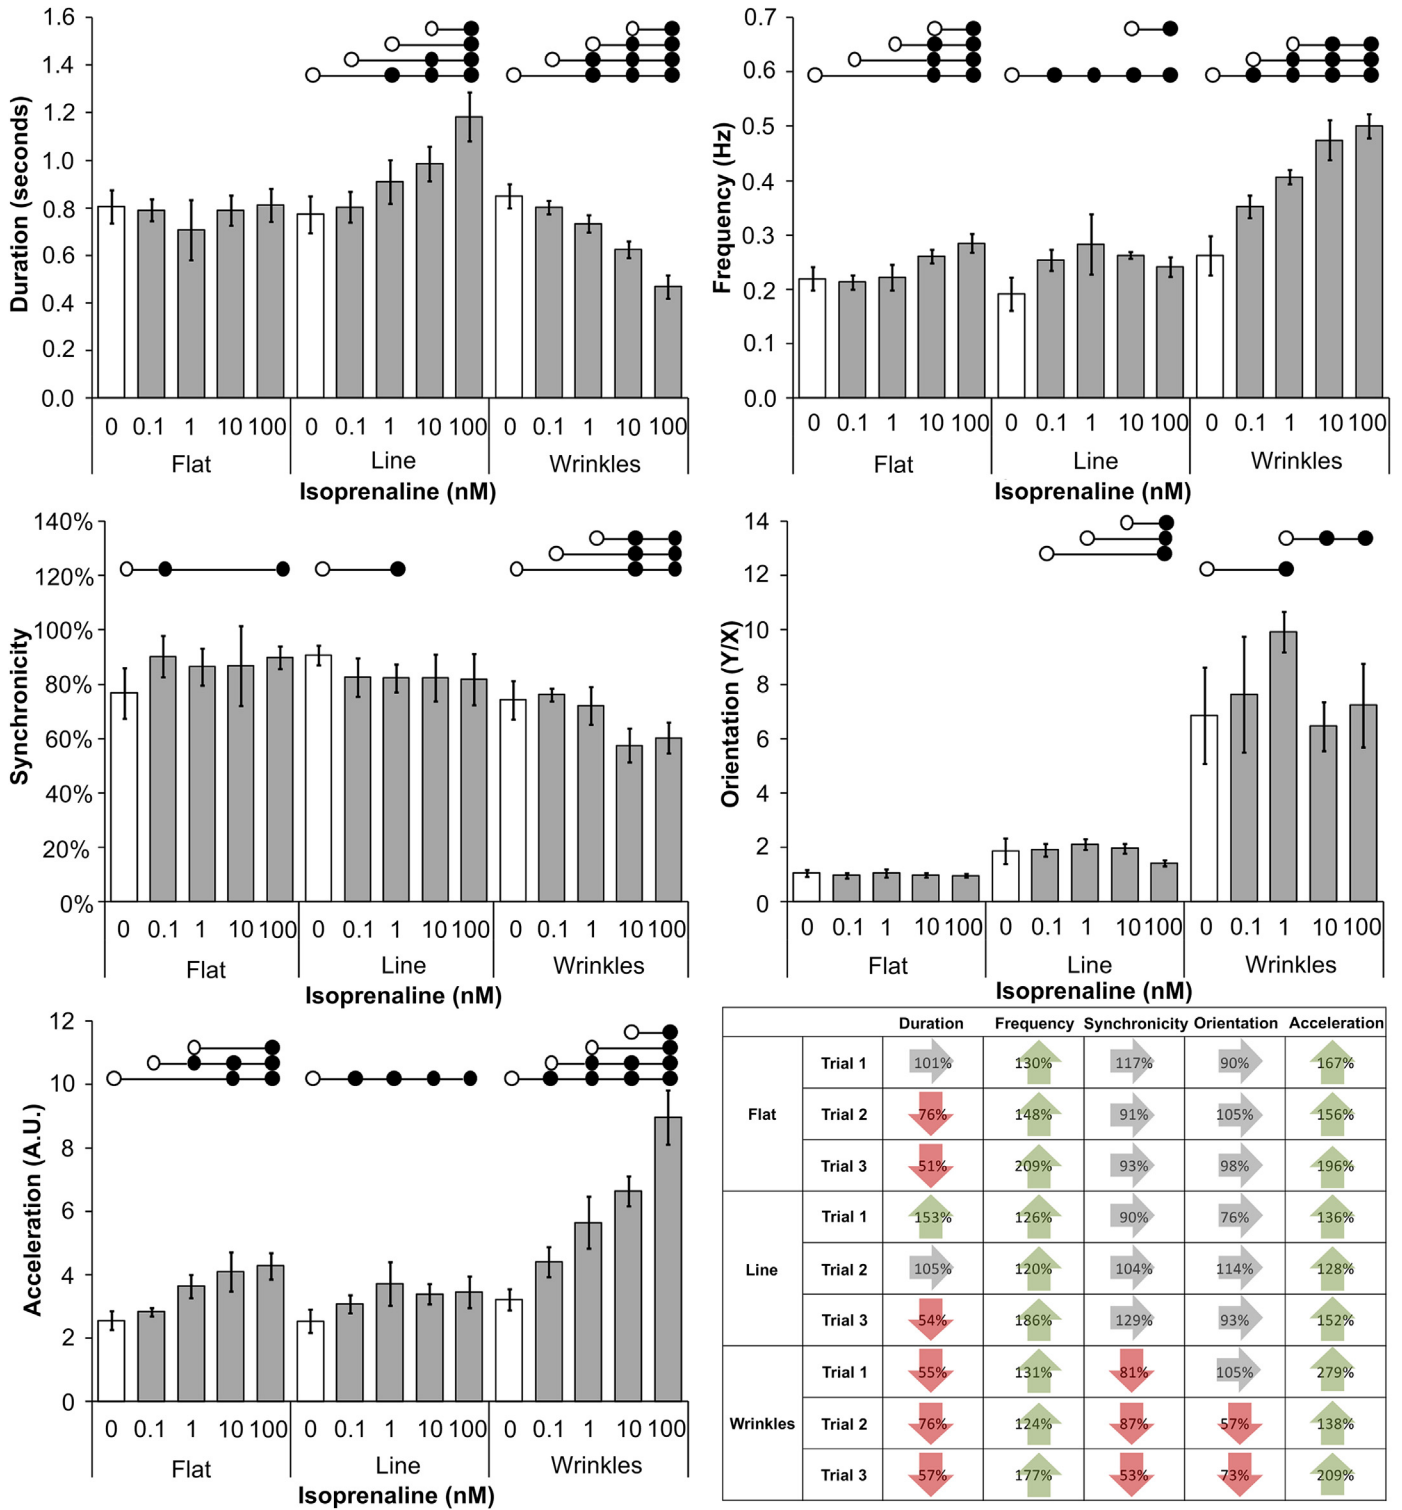 Duration (seconds)
1.6
1.4
1.2
1.0
0.8
0.6
0.4
0.2
0.0
0 0.1 1 10 100 0 0.1 1 10 100 0 0.1 1 10 100
Flat Line Wrinkles
Isoprenaline (nM)
Frequency (Hz)
0.7
0.6
0.5
0.4
0.3
0.2
0.1
0.0
0 0.1 1 10 100 0 0.1 1 10 100 0 0.1 1 10 100
Flat Line Wrinkles
Isoprenaline (nM)
Synchronicity
140%
120%
100%
80%
60%
40%
20%
0%
0 0.1 1 10 100 0 0.1 1 10 100 0 0.1 1 10 100
Flat Line Wrinkles
Isoprenaline (nM)
Orientation (Y/X)
14
12
10
8
6
4
2
0
0 0.1 1 10 100 0 0.1 1 10 100 0 0.1 1 10 100
Flat Line Wrinkles
Isoprenaline (nM)
Acceleration (A.U.)
12
10
8
6
4
2
0
0 0.1 1 10 100 0 0.1 1 10 100 0 0.1 1 10 100
Flat Line Wrinkles
Isoprenaline (nM)
Duration Frequency Synchronicity Orientation Acceleration
Trial 1 101% 130% 117% 90% 167%
Flat Trial 2 76% 148% 91% 105% 156%
Trial 3 51% 209% 93% 98% 196%
Trial 1 153% 126% 90% 76% 136%
Line Trial 2 105% 120% 104% 114% 128%
Trial 3 54% 186% 129% 93% 152%
Trial 1 55% 131% 81% 105% 279%
Wrinkles Trial 2 76% 124% 87% 57% 138%
Trial 3 57% 177% 53% 73% 209%